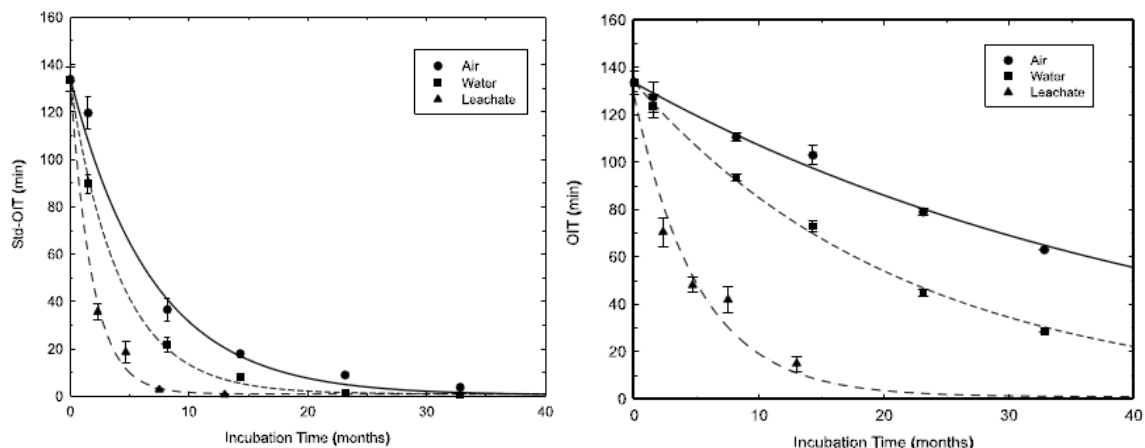 160
140
120
100
80
60
40
20
0
Std-OIT (min)
Air
Water
Leachate
0 10 20 30 40
Incubation Time (months)
160
140
120
100
80
60
40
20
0
OIT (min)
Air
Water
Leachate
0 10 20 30 40
Incubation Time (months)